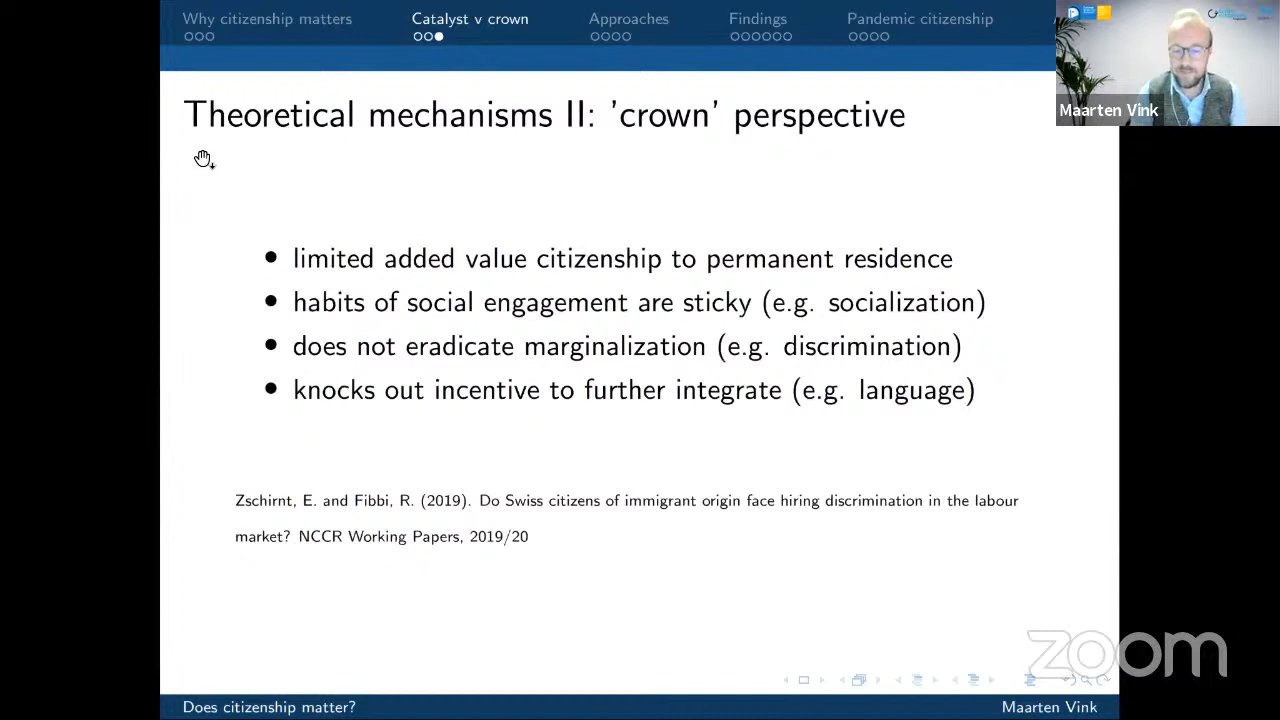 Why citizenship matters
Catalyst v crown
Approaches
Findings
Pandemic citizenship
Maarten Vink
Theoretical mechanisms II: 'crown' perspective
limited added value citizenship to permanent residence
habits of social engagement are sticky (e.g. socialization)
does not eradicate marginalization (e.g. discrimination)
knocks out incentive to further integrate (e.g. language)
Zschirnt, E. and Fibbi, R. (2019). Do Swiss citizens of immigrant origin face hiring discrimination in the labour
market? NCCR Working Papers, 2019/20
zoom
Does citizenship matter?
Maarten Vink